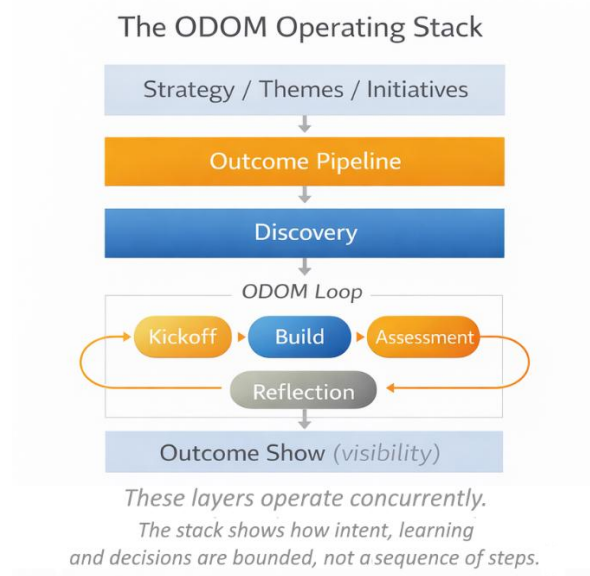 The ODOM Operating Stack
Strategy / Themes / Initiatives
Outcome Pipeline
Discovery
ODOM Loop
Kickoff
Build
Assessment
Reflection
Outcome Show (visibility)
These layers operate concurrently.
The stack shows how intent, learning
and decisions are bounded, not a sequence of steps.